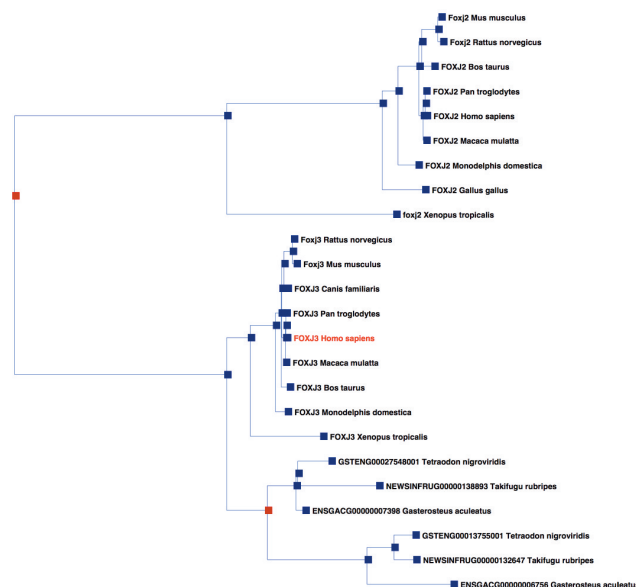 Foxj2 Mus musculus
Foxj2 Rattus norvegicus
FOXJ2 Bos taurus
FOXJ2 Pan troglodytes
FOXJ2 Homo sapiens
FOXJ2 Macaca mulatta
FOXJ2 Monodelphis domestica
FOXJ2 Gallus gallus
foxj2 Xenopus tropicalis
Foxj3 Rattus norvegicus
Foxj3 Mus musculus
FOXJ3 Canis familiaris
FOXJ3 Pan troglodytes
FOXJ3 Homo sapiens
FOXJ3 Macaca mulatta
FOXJ3 Bos taurus
FOXJ3 Monodelphis domestica
FOXJ3 Xenopus tropicalis
GSTENG00027548001 Tetraodon nigroviridis
NEWSINFRUG00000138893 Takifugu rubripes
ENSGACG00000007398 Gasterosteus aculeatus
GSTENG00013755001 Tetraodon nigroviridis
NEWSINFRUG00000132647 Takifugu rubripes
ENSGACG00000006756 Gasterosteus aculeatu